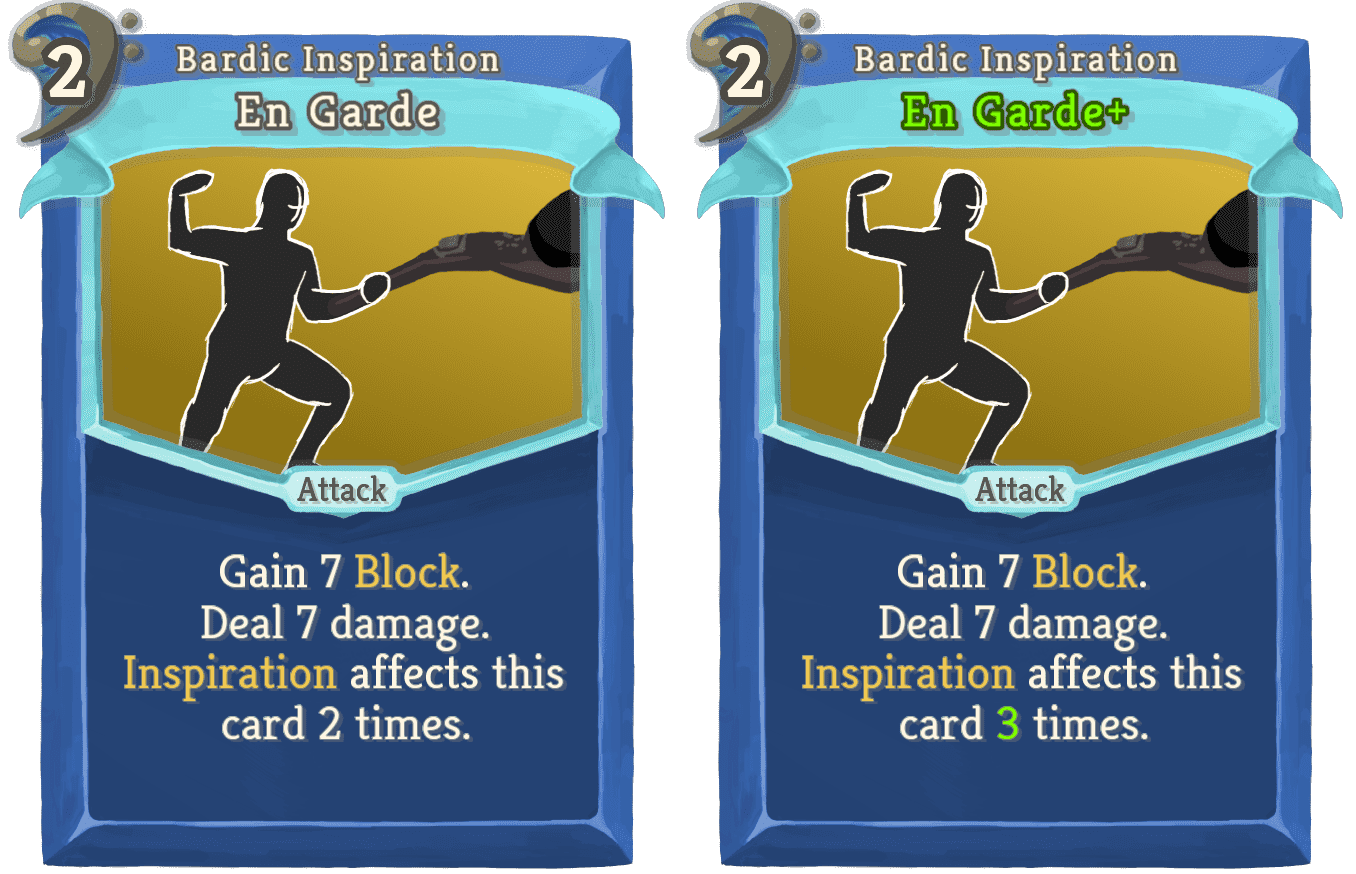 2
Bardic Inspiration
En Garde
Attack
Gain 7 Block.
Deal 7 damage.
Inspiration affects this
card 2 times.
2
Bardic Inspiration
En Garde+
Attack
Gain 7 Block.
Deal 7 damage.
Inspiration affects this
card 3 times.